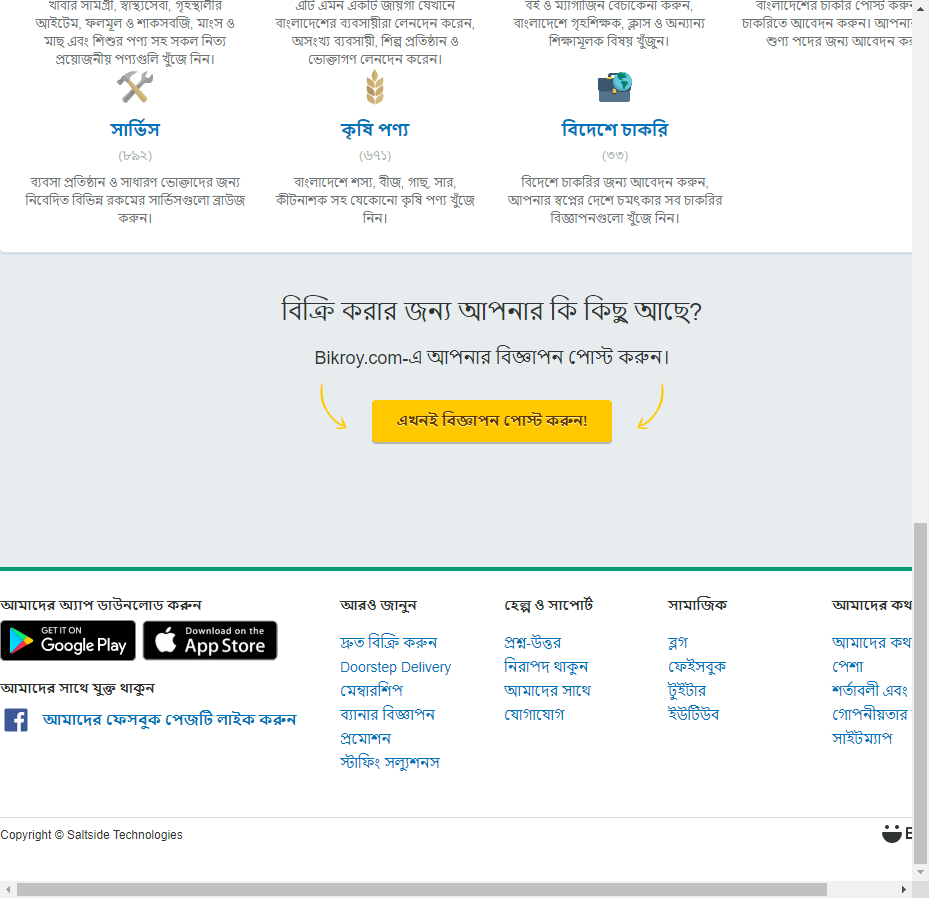 খাবার সামগ্রী, স্বাস্থ্যসেবা, গৃহস্থালীর
আইটেম, ফলমূল ও শাকসবজি, মাংস ও
মাছ এবং শিশুর পণ্য সহ সকল নিত্য
প্রয়োজনীয় পণ্যগুলি খুঁজে নিন।
এটি এমন একটি জায়গা যেখানে
বাংলাদেশের ব্যবসায়ীরা লেনদেন করেন,
অসংখ্য ব্যবসায়ী, শিল্প প্রতিষ্ঠান ও
ভোক্তাগণ লেনদেন করেন।
বই ও ম্যাগাজিন বেচাকেনা করুন,
বাংলাদেশে গৃহশিক্ষক, ক্লাস ও অন্যান্য
শিক্ষামূলক বিষয় খুঁজুন।
বাংলাদেশের চাকরি পোস্ট
চাকরিতে আবেদন করুন।
শুণ্য পদের জন্য আবেদন
সার্ভিস
(৮৯২)
ব্যবসা প্রতিষ্ঠান ও সাধারণ ভোক্তাদের জন্য
নিবেদিত বিভিন্ন রকমের সার্ভিসগুলো ব্রাউজ
করুন।
কৃষি পণ্য
(৬৭১)
বাংলাদেশে শস্য, বীজ, গাছ, সার,
কীটনাশক সহ যেকোনো কৃষি পণ্য খুঁজে
নিন।
বিদেশে চাকরি
(৩৩)
বিদেশে চাকরির জন্য আবেদন করুন,
আপনার স্বপ্নের দেশে চমৎকার সব চাকরির
বিজ্ঞাপনগুলো খুঁজে নিন।
বিক্রি করার জন্য আপনার কি কিছু আছে?
Bikroy.com-এ আপনার বিজ্ঞাপন পোস্ট করুন।
এখনই বিজ্ঞাপন পোস্ট করুন!
আমাদের অ্যাপ ডাউনলোড করুন
GET IT ON
Google Play
Download on the
App Store
আমাদের সাথে যুক্ত থাকুন
আমাদের ফেসবুক পেজটি লাইক করুন
আরও জানুন
দ্রুত বিক্রি করুন
Doorstep Delivery
মেম্বারশিপ
ব্যানার বিজ্ঞাপন
প্রমোশন
স্টাফিং সল্যুশনস
হেল্প ও সাপোর্ট
প্রশ্ন-উত্তর
নিরাপদ থাকুন
আমাদের সাথে
যোগাযোগ
সামাজিক
ব্লগ
ফেইসবুক
টুইটার
ইউটিউব
আমাদের কথ
আমাদের কথ
পেশা
শর্তাবলী এবং
গোপনীয়তার
সাইটম্যাপ
Copyright © Saltside Technologies